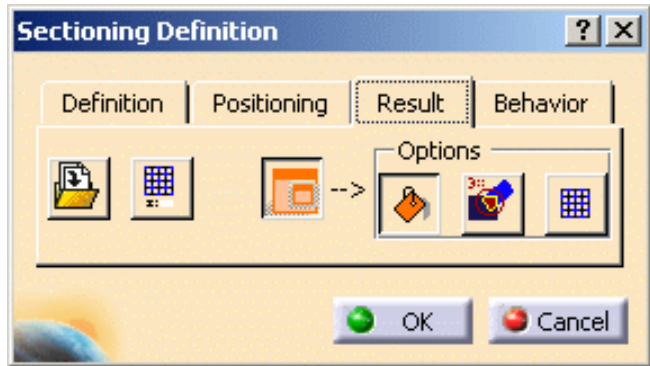 Sectioning Definition
Definition Positioning Result Behavior
Options
-->
OK Cancel